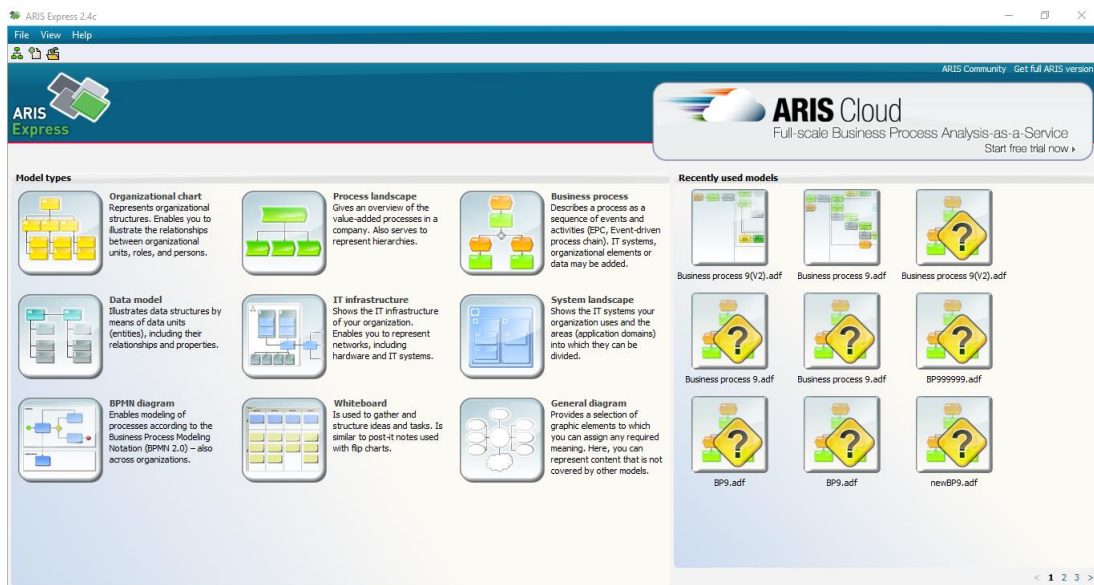 ARIS Express 2.4c
File View Help
ARIS Community Get full ARIS version
ARIS
Express
ARIS Cloud
Full-scale Business Process Analysis-as-a-Service
Start free trial now
Model types
Organizational chart
Represents organizational
structures. Enables you to
illustrate the relationships
between organizational
units, roles, and persons.
Process landscape
Gives an overview of the
value-added processes in a
company. Also serves to
represent hierarchies.
Business process
Describes a process as a
sequence of events and
activities (EPC, Event-driven
process chain). IT systems,
organizational elements or
data may be added.
Data model
Illustrates data structures by
means of data units
(entities), including their
relationships and properties.
IT infrastructure
Shows the IT infrastructure
of your organization.
Enables you to represent
networks, including
hardware and IT systems.
System landscape
Shows the IT systems your
organization uses and the
areas (application domains)
into which they can be
divided.
BPMN diagram
Enables modeling of
processes according to the
Business Process Modeling
Notation (BPMN 2.0) – also
across organizations.
Whiteboard
Is used to gather and
structure ideas and tasks. Is
similar to post-it notes used
with flip charts.
General diagram
Provides a selection of
graphic elements to which
you can assign any required
meaning. Here, you can
represent content that is not
covered by other models.
Recently used models
Business process 9(V2).adf Business process 9.adf Business process 9(V2).adf
Business process 9.adf Business process 9.adf BP999999.adf
BP9.adf BP9.adf newBP9.adf
< 1 2 3 >